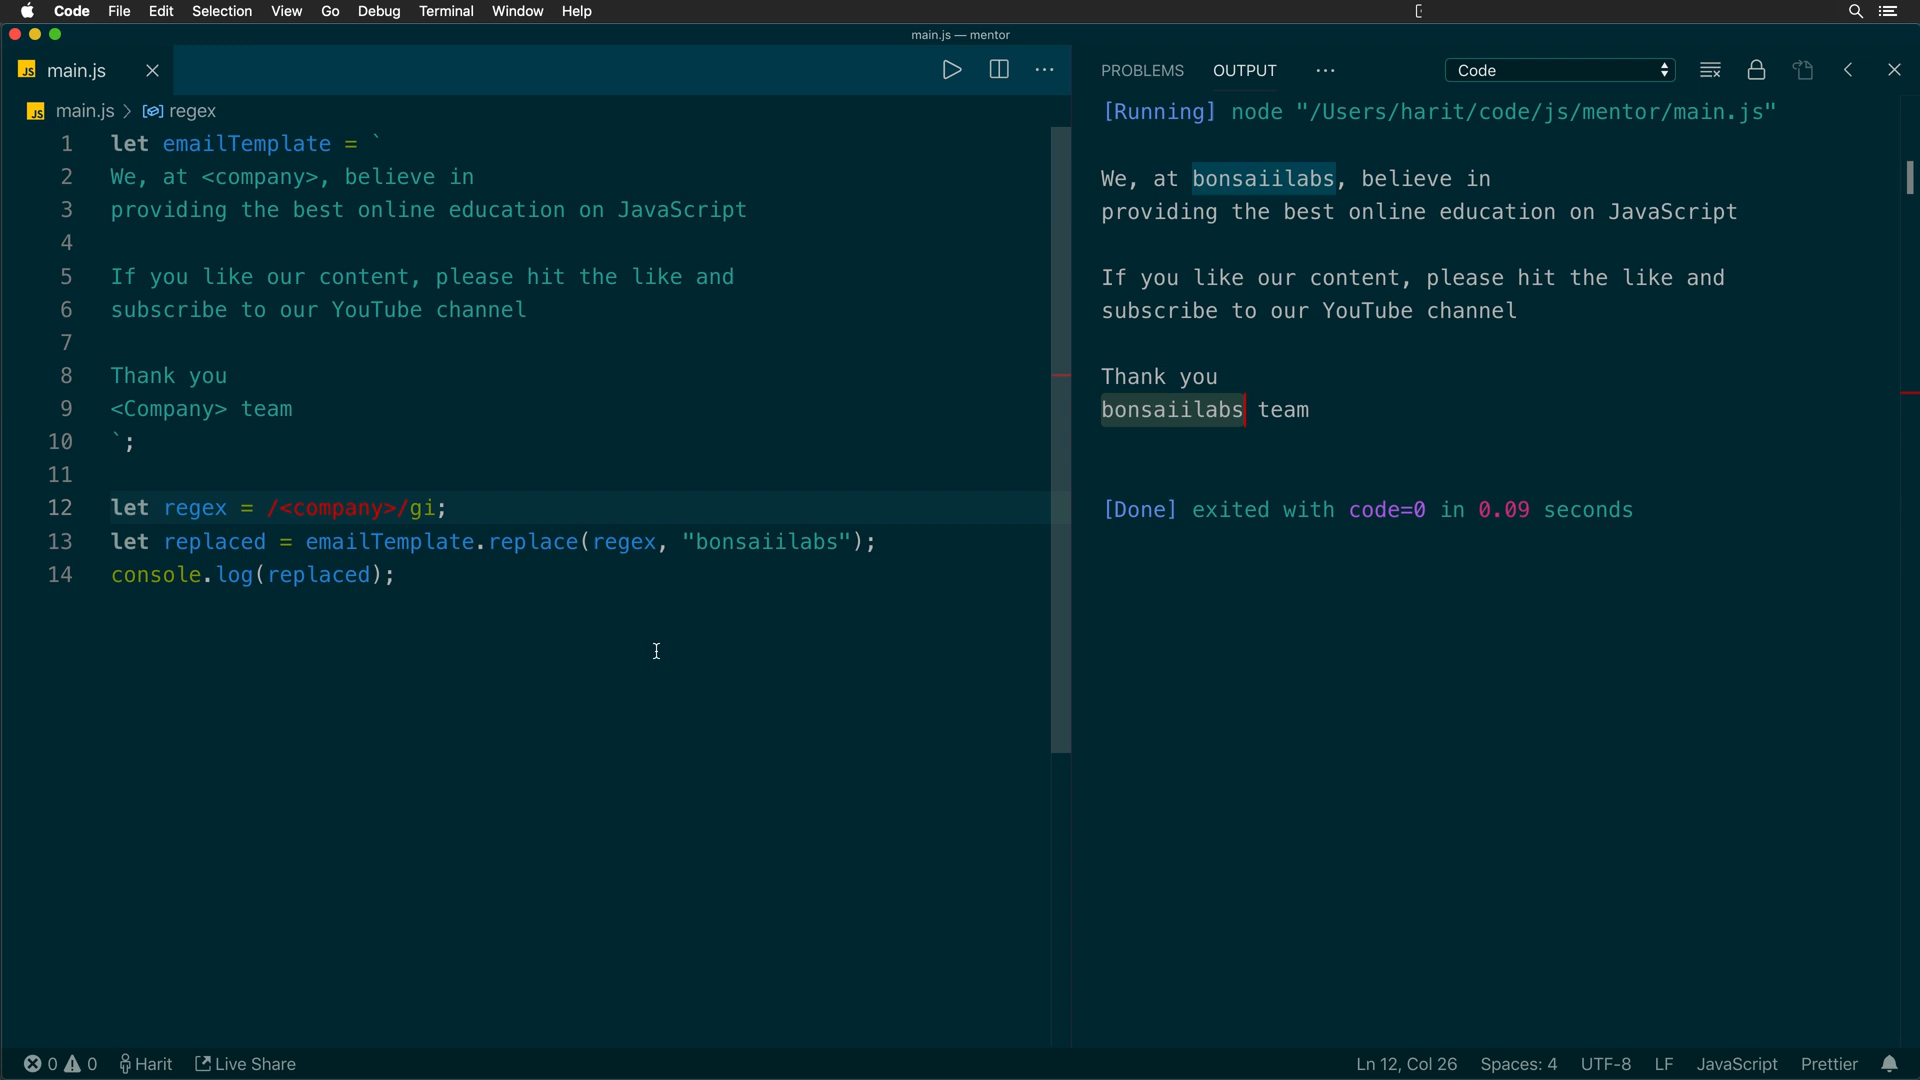 Code File Edit Selection View Go Debug Terminal Window Help
main.js — mentor
JS main.js
JS main.js > regex
1 let emailTemplate = `
2 We, at <company>, believe in
3 providing the best online education on JavaScript
4
5 If you like our content, please hit the like and
6 subscribe to our YouTube channel
7
8 Thank you
9 <Company> team
10 `;
11
12 let regex = /<company>/gi;
13 let replaced = emailTemplate.replace(regex, "bonsaiilabs");
14 console.log(replaced);
PROBLEMS OUTPUT ··· Code
[Running] node "/Users/harit/code/js/mentor/main.js"
We, at bonsaiilabs, believe in
providing the best online education on JavaScript
If you like our content, please hit the like and
subscribe to our YouTube channel
Thank you
bonsaiilabs team
[Done] exited with code=0 in 0.09 seconds
0 0 Harit Live Share Ln 12, Col 26 Spaces: 4 UTF-8 LF JavaScript Prettier